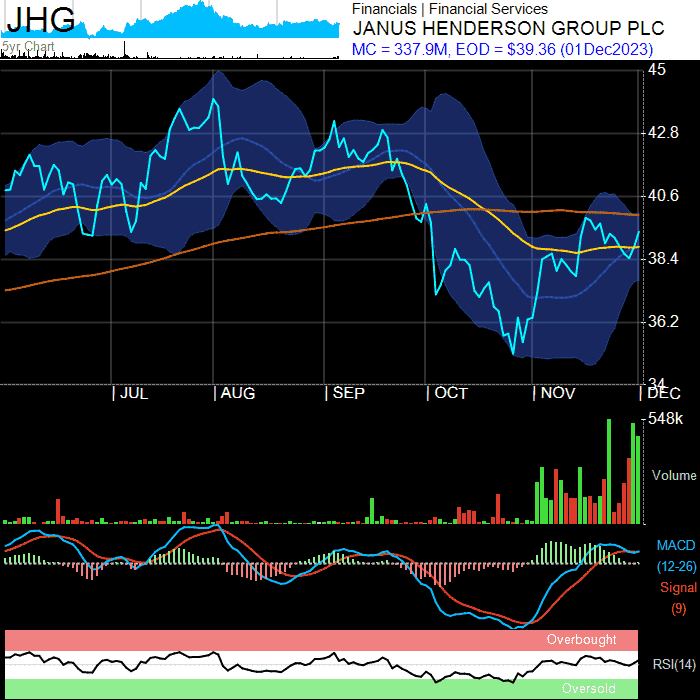 JHG
5yr Chart
Financials | Financial Services
JANUS HENDERSON GROUP PLC
MC = 337.9M, EOD = $39.36 (01Dec2023)
45
42.8
40.6
38.4
36.2
34
JUL AUG SEP OCT NOV DEC
548k
Volume
MACD
(12-26)
Signal
(9)
Overbought
RSI(14)
Oversold